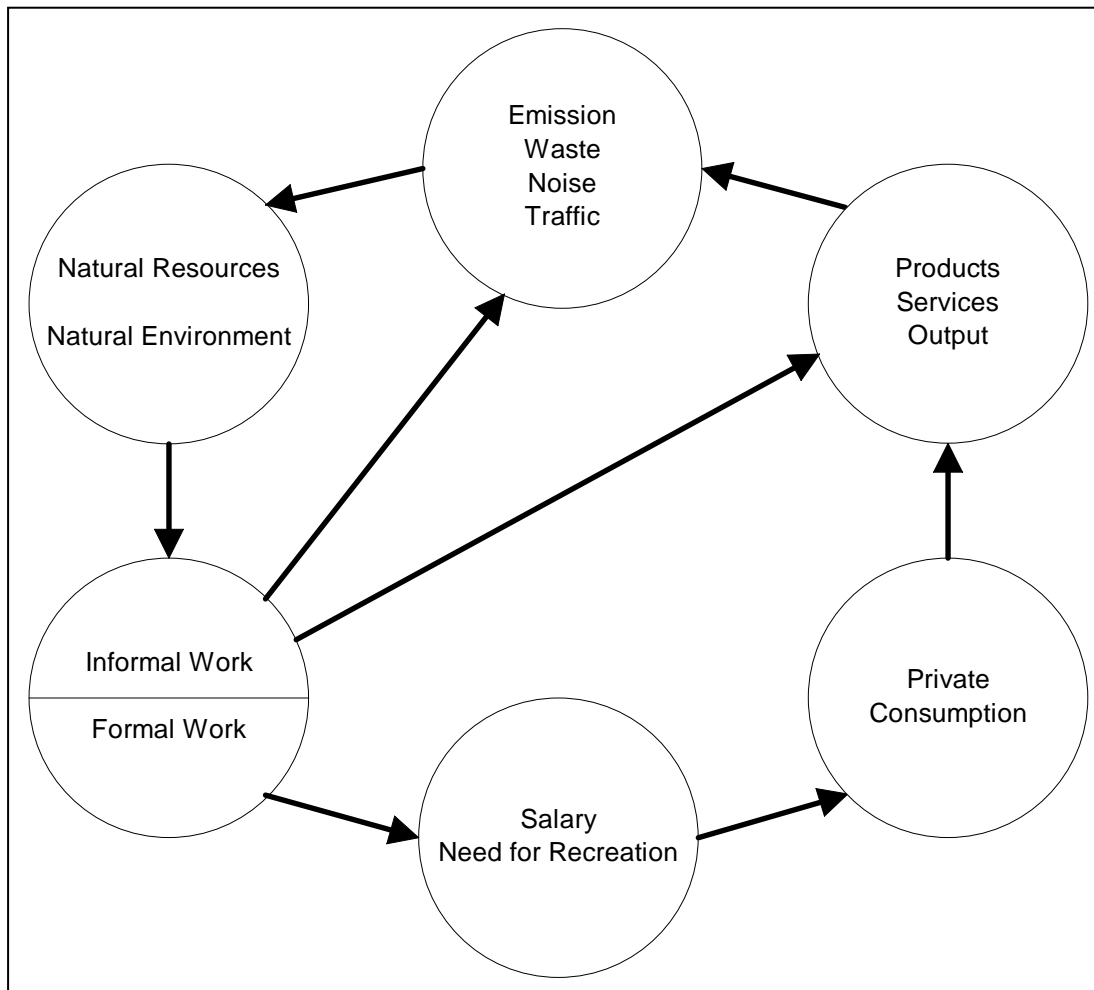 Emission
Waste
Noise
Traffic
Natural Resources
Natural Environment
Products
Services
Output
Informal Work
Formal Work
Private
Consumption
Salary
Need for Recreation